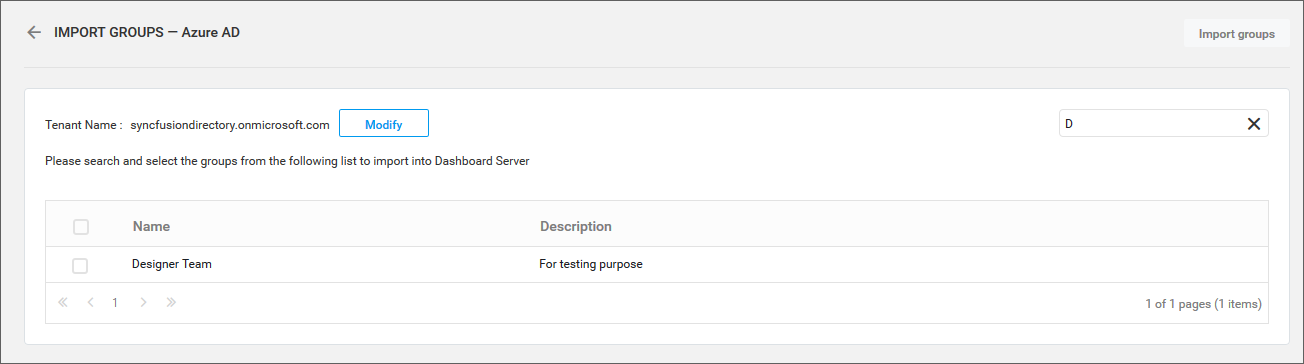 IMPORT GROUPS — Azure AD
Import groups
Tenant Name : syncfusiondirectory.onmicrosoft.com
Modify
D
Please search and select the groups from the following list to import into Dashboard Server
Name Description
Designer Team For testing purpose
1
1 of 1 pages (1 items)